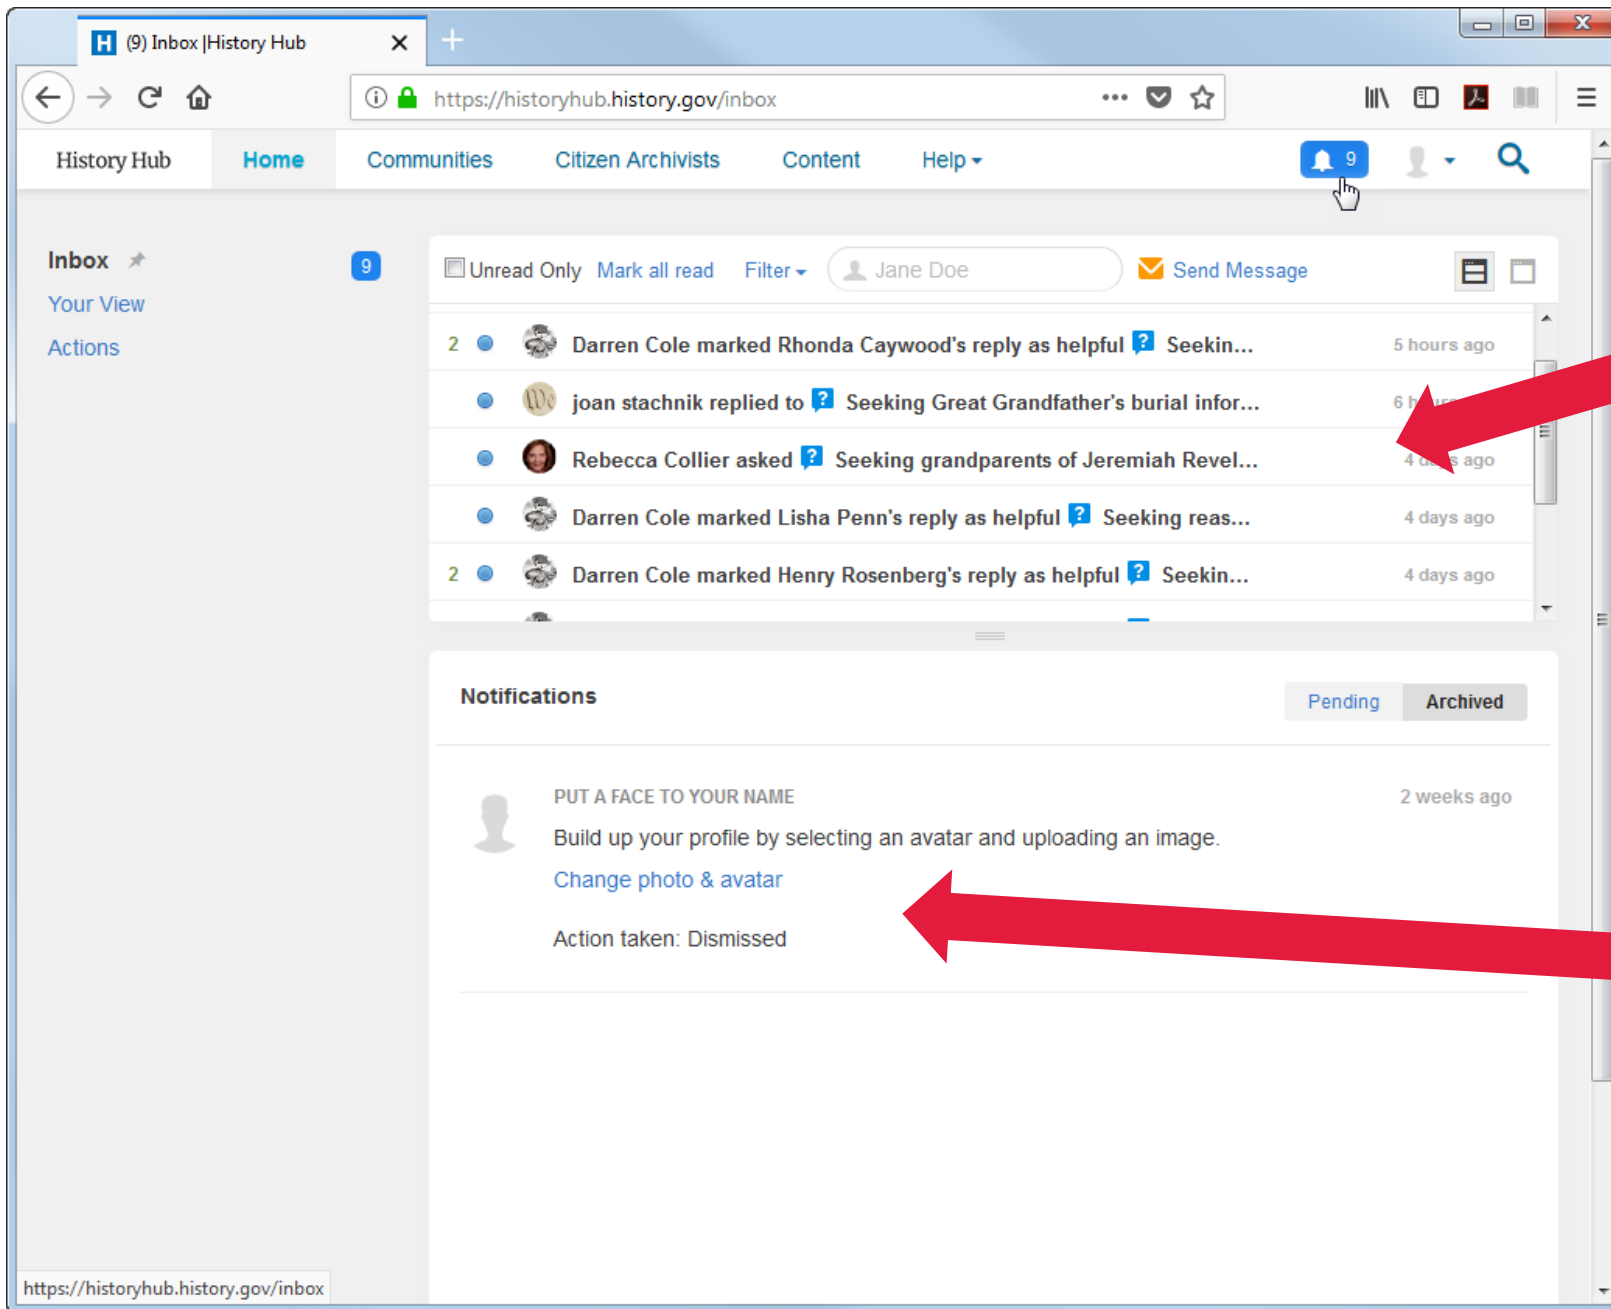 (9) Inbox |History Hub
https://historyhub.history.gov/inbox
History Hub Home Communities Citizen Archivists Content Help 9
Inbox 9
Your View
Actions
Unread Only Mark all read Filter Jane Doe Send Message
2 Darren Cole marked Rhonda Caywood's reply as helpful ? Seekin... 5 hours ago
joan stachnik replied to ? Seeking Great Grandfather's burial infor... 6
Rebecca Collier asked ? Seeking grandparents of Jeremiah Revel... 4 days ago
Darren Cole marked Lisha Penn's reply as helpful ? Seeking reas... 4 days ago
2 Darren Cole marked Henry Rosenberg's reply as helpful ? Seekin... 4 days ago
Notifications Pending Archived
PUT A FACE TO YOUR NAME 2 weeks ago
Build up your profile by selecting an avatar and uploading an image.
Change photo & avatar
Action taken: Dismissed
https://historyhub.history.gov/inbox